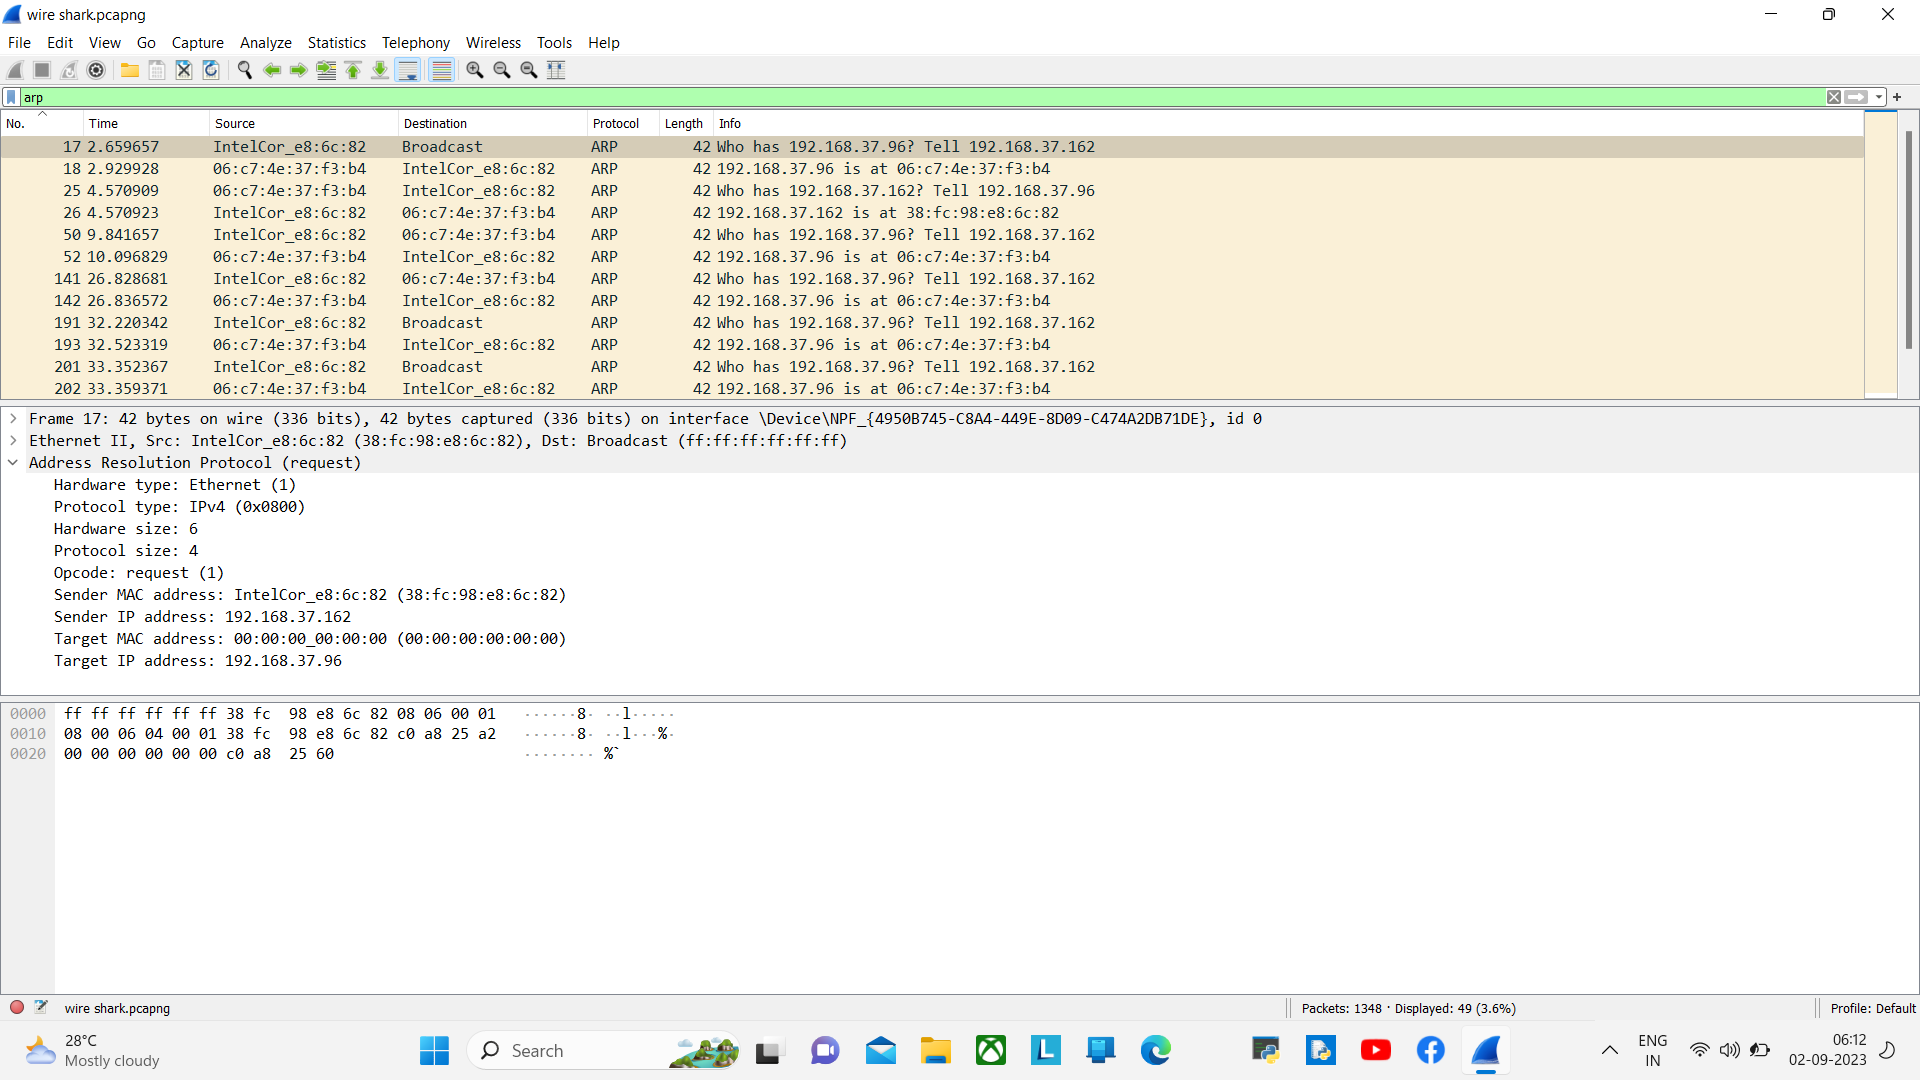 wire shark.pcapng
File Edit View Go Capture Analyze Statistics Telephony Wireless Tools Help
arp
No. Time Source Destination Protocol Length Info
17 2.659657 IntelCor_e8:6c:82 Broadcast ARP 42 Who has 192.168.37.96? Tell 192.168.37.162
18 2.929928 06:c7:4e:37:f3:b4 IntelCor_e8:6c:82 ARP 42 192.168.37.96 is at 06:c7:4e:37:f3:b4
25 4.570909 06:c7:4e:37:f3:b4 IntelCor_e8:6c:82 ARP 42 Who has 192.168.37.162? Tell 192.168.37.96
26 4.570923 IntelCor_e8:6c:82 06:c7:4e:37:f3:b4 ARP 42 192.168.37.162 is at 38:fc:98:e8:6c:82
50 9.841657 IntelCor_e8:6c:82 06:c7:4e:37:f3:b4 ARP 42 Who has 192.168.37.96? Tell 192.168.37.162
52 10.096829 06:c7:4e:37:f3:b4 IntelCor_e8:6c:82 ARP 42 192.168.37.96 is at 06:c7:4e:37:f3:b4
141 26.828681 IntelCor_e8:6c:82 06:c7:4e:37:f3:b4 ARP 42 Who has 192.168.37.96? Tell 192.168.37.162
142 26.836572 06:c7:4e:37:f3:b4 IntelCor_e8:6c:82 ARP 42 192.168.37.96 is at 06:c7:4e:37:f3:b4
191 32.220342 IntelCor_e8:6c:82 Broadcast ARP 42 Who has 192.168.37.96? Tell 192.168.37.162
193 32.523319 06:c7:4e:37:f3:b4 IntelCor_e8:6c:82 ARP 42 192.168.37.96 is at 06:c7:4e:37:f3:b4
201 33.352367 IntelCor_e8:6c:82 Broadcast ARP 42 Who has 192.168.37.96? Tell 192.168.37.162
202 33.359371 06:c7:4e:37:f3:b4 IntelCor_e8:6c:82 ARP 42 192.168.37.96 is at 06:c7:4e:37:f3:b4
Frame 17: 42 bytes on wire (336 bits), 42 bytes captured (336 bits) on interface \Device\NPF_{4950B745-C8A4-449E-8D09-C474A2DB71DE}, id 0
Ethernet II, Src: IntelCor_e8:6c:82 (38:fc:98:e8:6c:82), Dst: Broadcast (ff:ff:ff:ff:ff:ff)
Address Resolution Protocol (request)
Hardware type: Ethernet (1)
Protocol type: IPv4 (0x0800)
Hardware size: 6
Protocol size: 4
Opcode: request (1)
Sender MAC address: IntelCor_e8:6c:82 (38:fc:98:e8:6c:82)
Sender IP address: 192.168.37.162
Target MAC address: 00:00:00_00:00:00 (00:00:00:00:00:00)
Target IP address: 192.168.37.96
0000 ff ff ff ff ff ff 38 fc 98 e8 6c 82 08 06 00 01 ······8· ··l·····
0010 08 00 06 04 00 01 38 fc 98 e8 6c 82 c0 a8 25 a2 ······8· ··l···%·
0020 00 00 00 00 00 00 c0 a8 25 60 ········ %`
wire shark.pcapng Packets: 1348 · Displayed: 49 (3.6%) Profile: Default
28°C
Mostly cloudy
Search
L
ENG
IN
06:12
02-09-2023